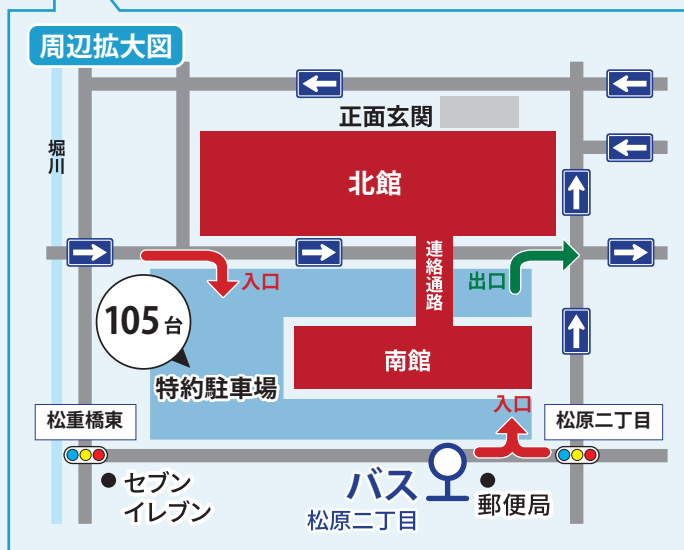 周辺拡大図
正面玄関
堀川
北館
連絡通路
入口
出口
105台
南館
特約駐車場
入口
松重橋東
松原二丁目
セブン
イレブン
バス
松原二丁目
郵便局